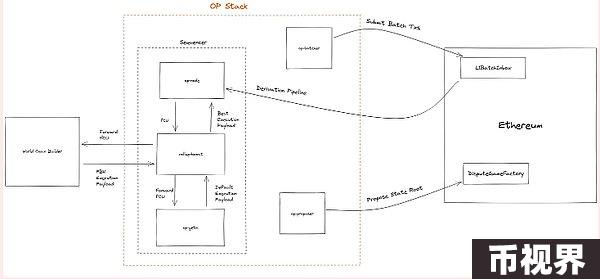 OP Stack
Sequencer
op-node
FCU
Best
Execution
Payload
rollup-boost
Forward
FCU
Default
Execution
Payload
op-geth
World Chain Builder
Forward
FCU
PBH
Execution
Payload
op-batcher
Submit Batch Txs
L1BatchInbox
Derivation Pipeline
Ethereum
DisputeGameFactory
op-proposer
Propose State Root
币视界